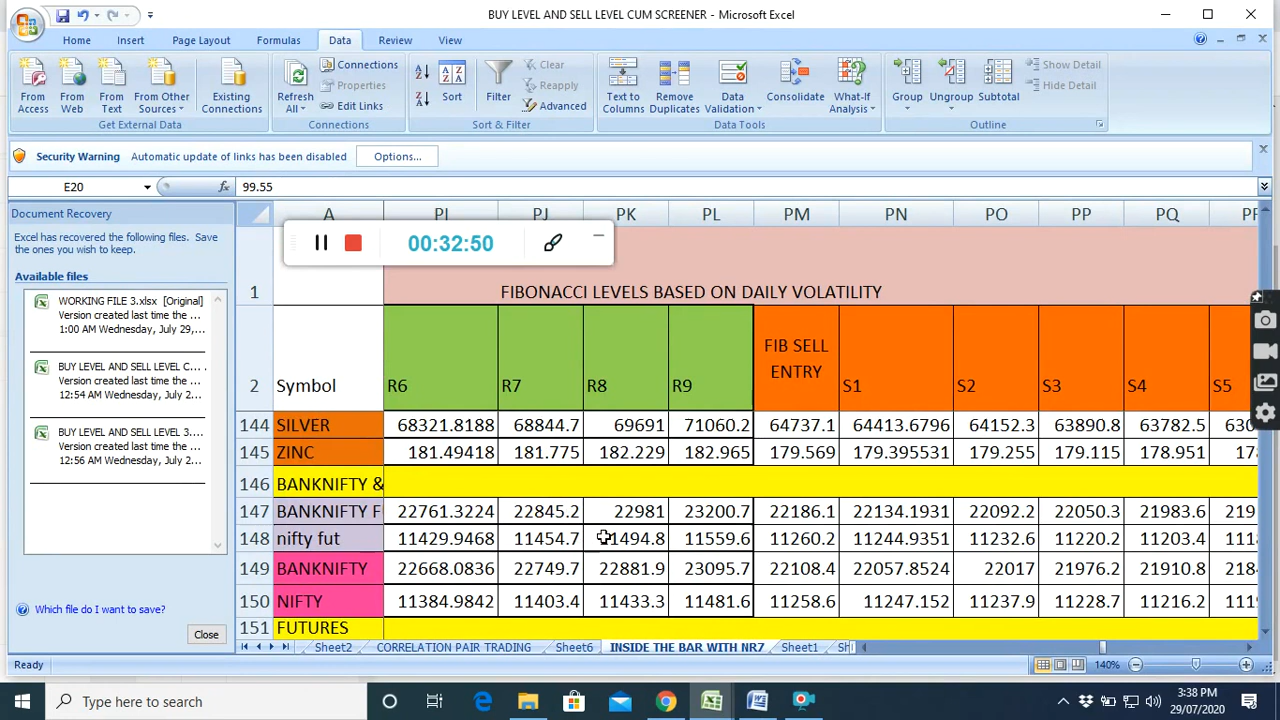 BUY LEVEL AND SELL LEVEL CUM SCREENER - Microsoft Excel
Home Insert Page Layout Formulas Data Review View
From Access
From Web
From Text
From Other Sources
Existing Connections
Get External Data
Refresh All
Connections
Properties
Edit Links
Connections
Sort
Filter
Clear
Reapply
Advanced
Sort & Filter
Text to Columns
Remove Duplicates
Data Validation
Consolidate
What-If Analysis
Data Tools
Group
Ungroup
Subtotal
Show Detail
Hide Detail
Outline
Security Warning Automatic update of links has been disabled Options...
E20 fx 99.55
Document Recovery
Excel has recovered the following files. Save
the ones you wish to keep.
Available files
WORKING FILE 3.xlsx [Original]
Version created last time the ...
1:00 AM Wednesday, July 29,...
BUY LEVEL AND SELL LEVEL C...
Version created last time the ...
12:54 AM Wednesday, July 2...
BUY LEVEL AND SELL LEVEL 3....
Version created last time the ...
12:56 AM Wednesday, July 2...
Which file do I want to save?
Close
A PI PJ PK PL PM PN PO PP PQ
00:32:50
1 FIBONACCI LEVELS BASED ON DAILY VOLATILITY
2 Symbol R6 R7 R8 R9 FIB SELL ENTRY S1 S2 S3 S4 S5
144 SILVER 68321.8188 68844.7 69691 71060.2 64737.1 64413.6796 64152.3 63890.8 63782.5 630
145 ZINC 181.49418 181.775 182.229 182.965 179.569 179.395531 179.255 179.115 178.951 178
146 BANKNIFTY &
147 BANKNIFTY F 22761.3224 22845.2 22981 23200.7 22186.1 22134.1931 22092.2 22050.3 21983.6 219
148 nifty fut 11429.9468 11454.7 11494.8 11559.6 11260.2 11244.9351 11232.6 11220.2 11203.4
149 BANKNIFTY 22668.0836 22749.7 22881.9 23095.7 22108.4 22057.8524 22017 21976.2 21910.8
150 NIFTY 11384.9842 11403.4 11433.3 11481.6 11258.6 11247.152 11237.9 11228.7 11216.2
151 FUTURES
Sheet2 CORRELATION PAIR TRADING Sheet6 INSIDE THE BAR WITH NR7 Sheet1 Sh
Ready 140%
Type here to search
3:38 PM
29/07/2020